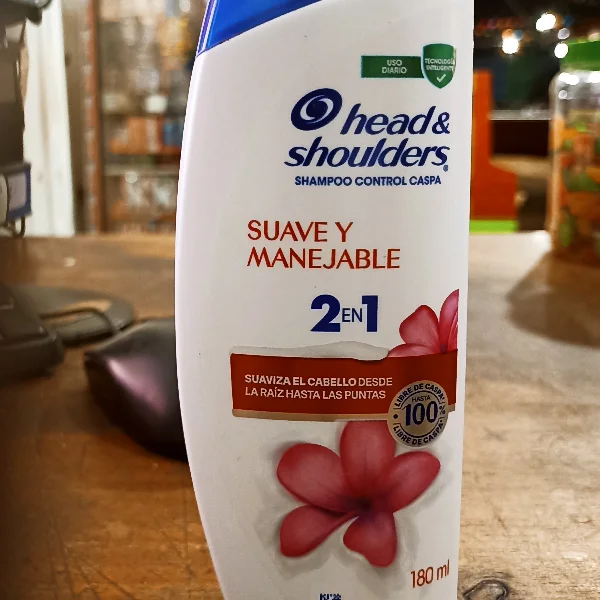 USO
DIARIO
TECNOLOGÍA
INTELIGENTE
head&
shoulders®
SHAMPOO CONTROL CASPA
SUAVE Y
MANEJABLE
2EN1
SUAVIZA EL CABELLO DESDE
LA RAÍZ HASTA LAS PUNTAS
LIBRE DE CASPA
HASTA
100%
LIBRE DE CASPA
180 ml